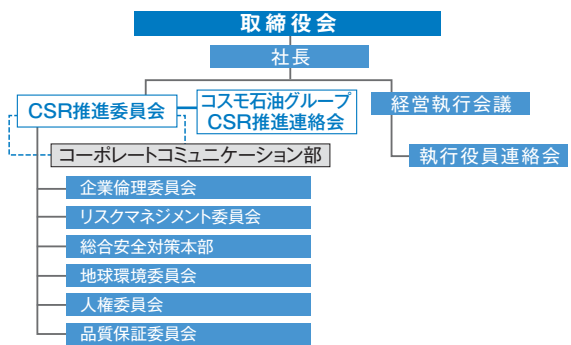 取締役会
社長
CSR推進委員会
コスモ石油グループ
CSR推進連絡会
経営執行会議
コーポレートコミュニケーション部
執行役員連絡会
企業倫理委員会
リスクマネジメント委員会
総合安全対策本部
地球環境委員会
人権委員会
品質保証委員会